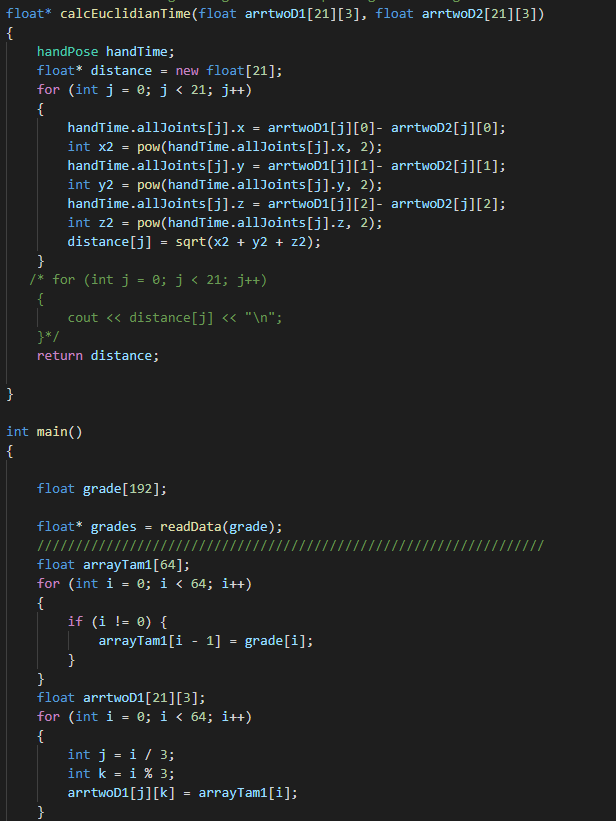 float* calcEuclidianTime(float arrtwoD1[21][3], float arrtwoD2[21][3])
{
    handPose handTime;
    float* distance = new float[21];
    for (int j = 0; j < 21; j++)
    {
        handTime.allJoints[j].x = arrtwoD1[j][0]- arrtwoD2[j][0];
        int x2 = pow(handTime.allJoints[j].x, 2);
        handTime.allJoints[j].y = arrtwoD1[j][1]- arrtwoD2[j][1];
        int y2 = pow(handTime.allJoints[j].y, 2);
        handTime.allJoints[j].z = arrtwoD1[j][2]- arrtwoD2[j][2];
        int z2 = pow(handTime.allJoints[j].z, 2);
        distance[j] = sqrt(x2 + y2 + z2);
    }
   /* for (int j = 0; j < 21; j++)
    {
        cout << distance[j] << "\n";
    }*/
    return distance;

}

int main()
{

    float grade[192];

    float* grades = readData(grade);
    //////////////////////////////////////////////////////////////////
    float arrayTam1[64];
    for (int i = 0; i < 64; i++)
    {
        if (i != 0) {
            arrayTam1[i - 1] = grade[i];
        }
    }
    float arrtwoD1[21][3];
    for (int i = 0; i < 64; i++)
    {
        int j = i / 3;
        int k = i % 3;
        arrtwoD1[j][k] = arrayTam1[i];
    }